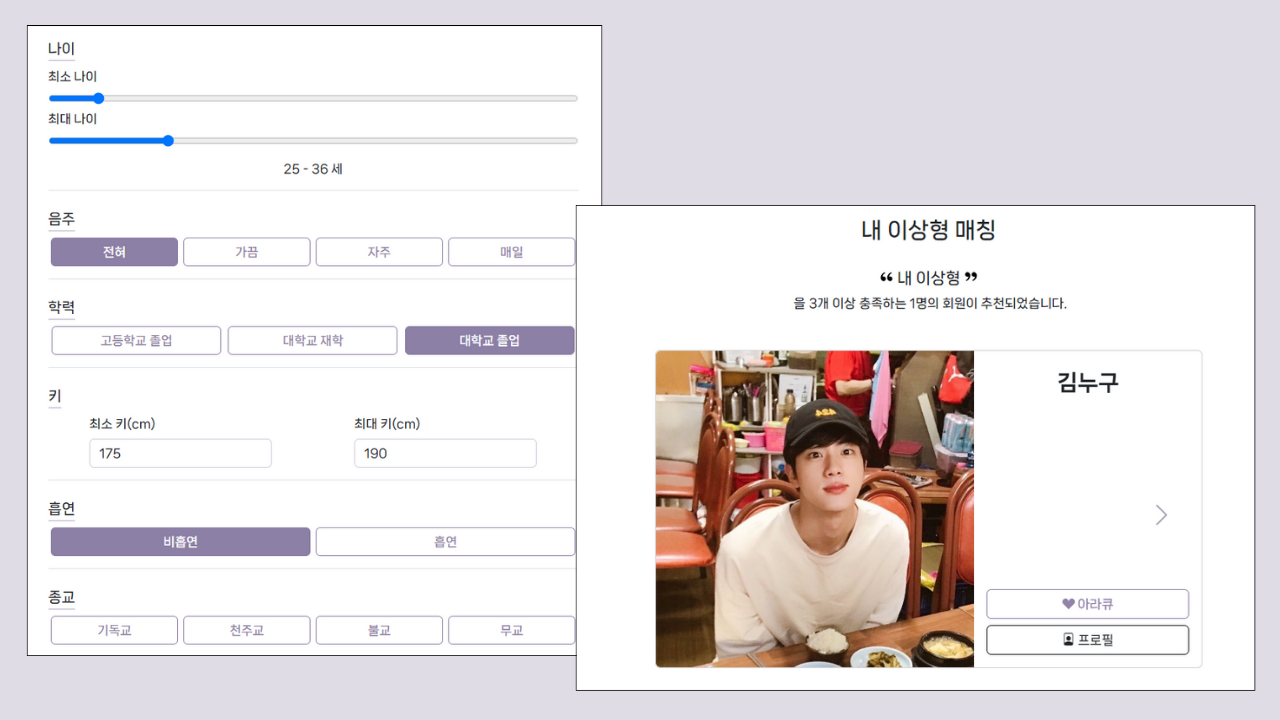 나이
최소 나이
최대 나이
25 - 36 세
음주
전혀 가끔 자주 매일
학력
고등학교 졸업 대학교 재학 대학교 졸업
키
최소 키(cm) 최대 키(cm)
175 190
흡연
비흡연 흡연
종교
기독교 천주교 불교 무교
내 이상형 매칭
❝ 내 이상형 ❞
을 3개 이상 충족하는 1명의 회원이 추천되었습니다.
김누구
아라큐
프로필